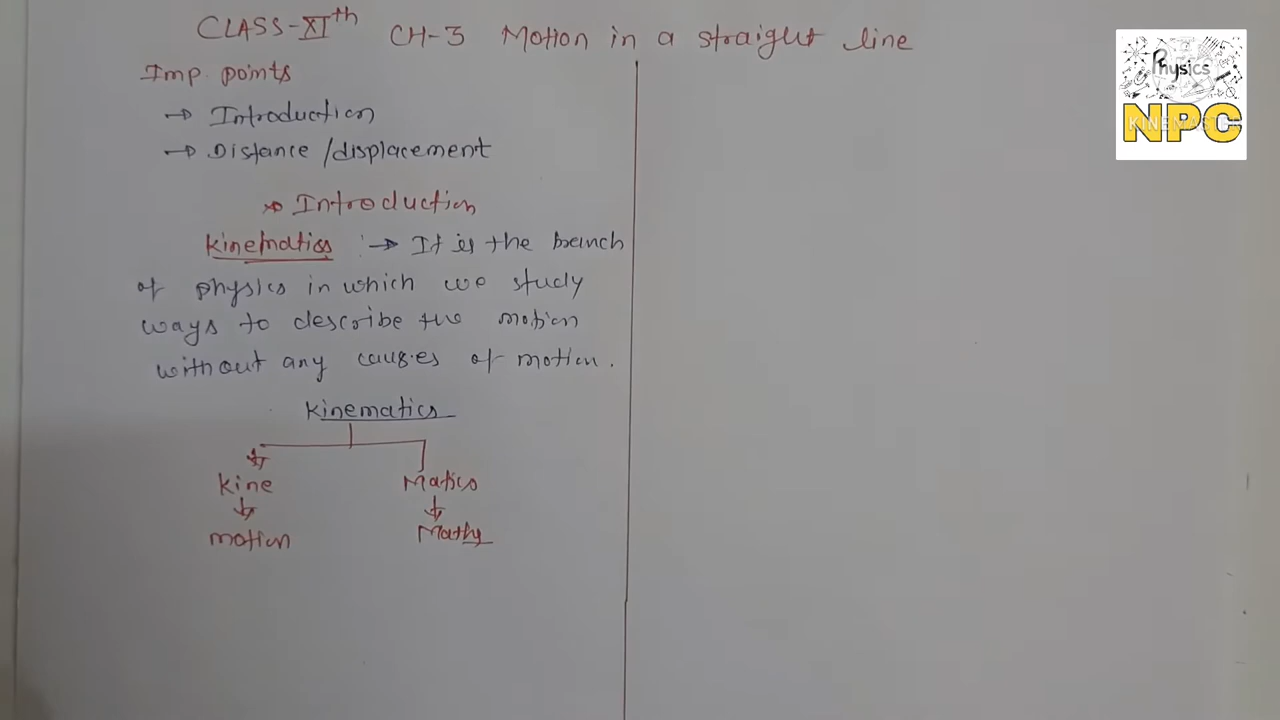 CLASS-XIth CH-3 Motion in a straight line
Imp. points
→ Introduction
→ Distance/displacement
Introduction
Kinematics :→ It is the branch
of physics in which we study
ways to describe the motion
without any causes of motion.
Kinematics
Kine Matics
motion Maths
Physics
NPC
KINEMASTER